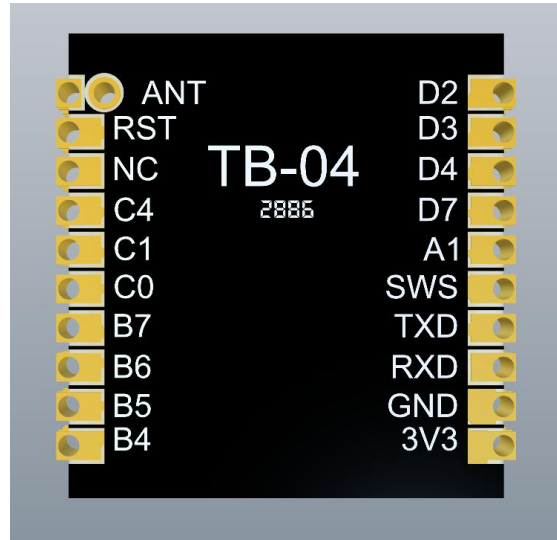 ANT D2
RST D3
NC TB-04 D4
C4 2886 D7
C1 A1
C0 SWS
B7 TXD
B6 RXD
B5 GND
B4 3V3